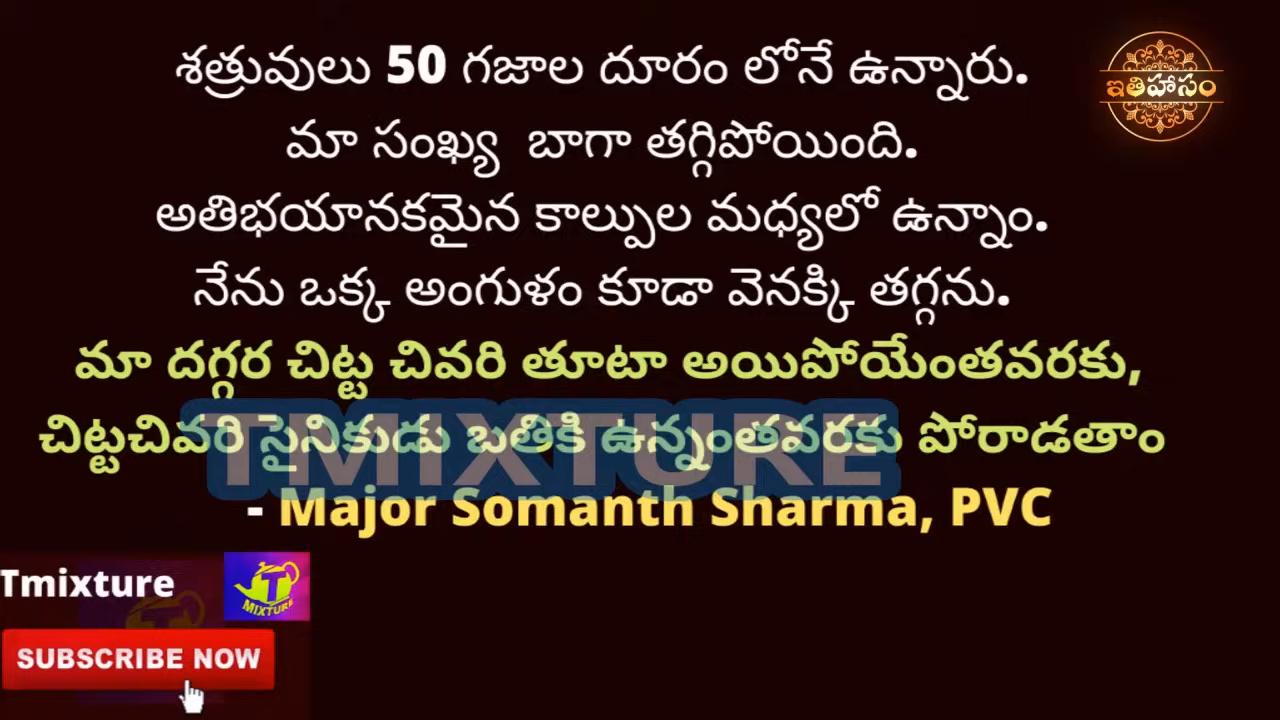 శత్రువులు 50 గజాల దూరం లోనే ఉన్నారు.
ఇతిహాసం
మా సంఖ్య బాగా తగ్గిపోయింది.
అతిభయానకమైన కాల్పుల మధ్యలో ఉన్నాం.
నేను ఒక్క అంగుళం కూడా వెనక్కి తగ్గను.
మా దగ్గర చిట్ట చివరి తూటా అయిపోయేంతవరకు,
చిట్టచివరి సైనికుడు బతికి ఉన్నంతవరకు పోరాడతాం
TMIXTURE
- Major Somanth Sharma, PVC
Tmixture
T
MIXTURE
SUBSCRIBE NOW